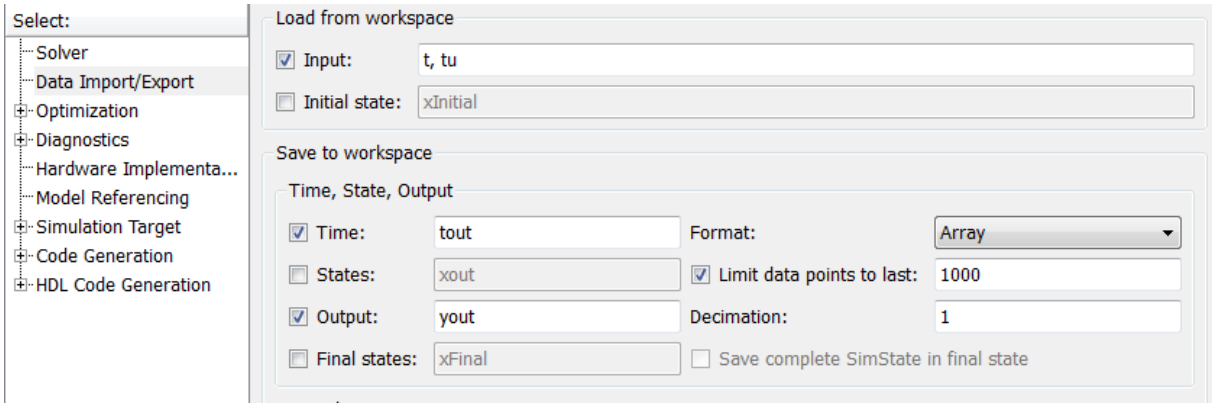 Select:
Solver
Data Import/Export
Optimization
Diagnostics
Hardware Implementa...
Model Referencing
Simulation Target
Code Generation
HDL Code Generation
Load from workspace
Input: t, tu
Initial state: xInitial
Save to workspace
Time, State, Output
Time: tout Format: Array
States: xout Limit data points to last: 1000
Output: yout Decimation: 1
Final states: xFinal Save complete SimState in final state